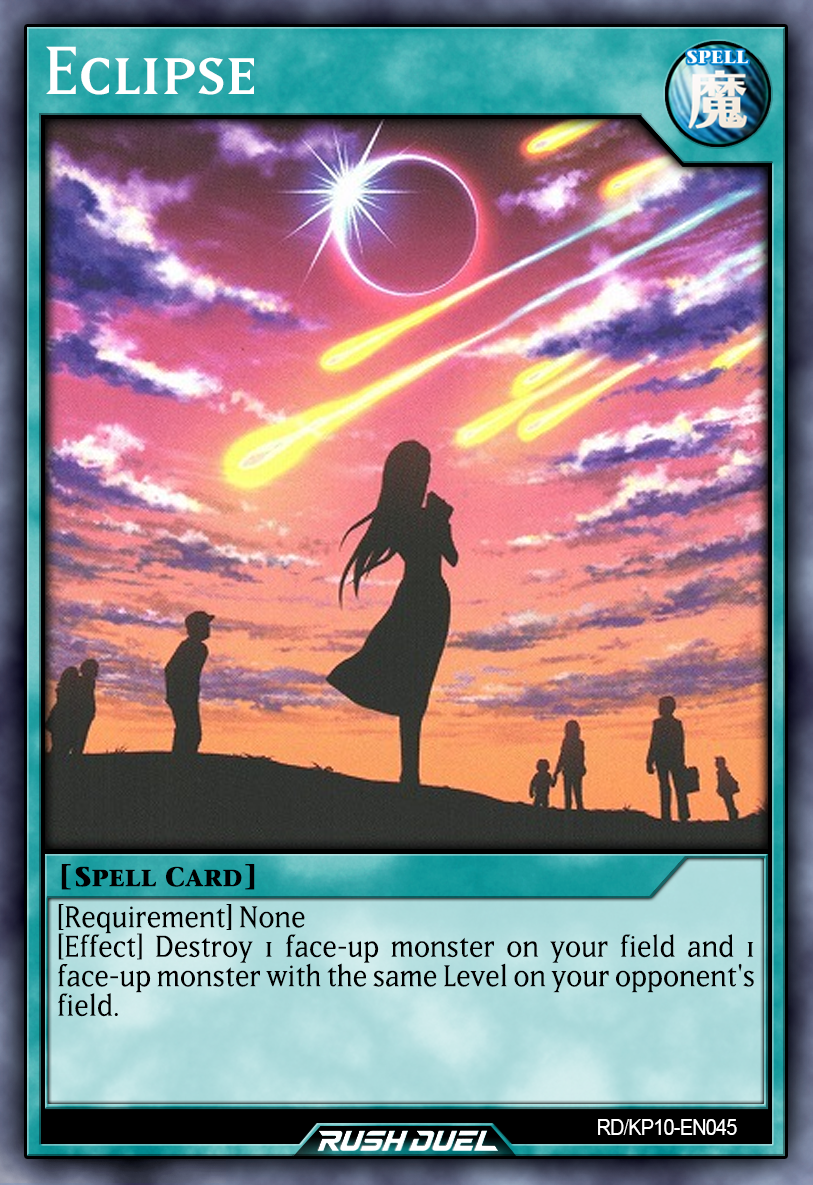 Eclipse
SPELL
魔
[Spell Card]
[Requirement] None
[Effect] Destroy 1 face-up monster on your field and 1
face-up monster with the same Level on your opponent's
field.
RD/KP10-EN045
RUSH DUEL